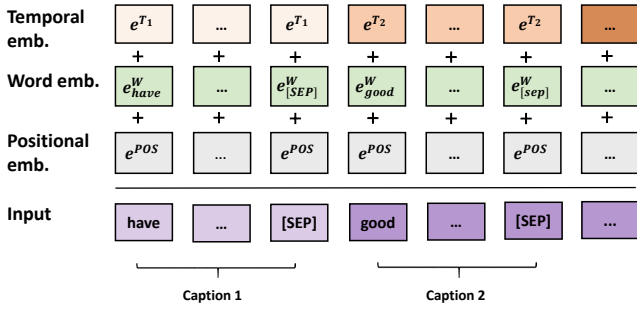 Temporal emb. e^{T_1} ... e^{T_1} e^{T_2} ... e^{T_2} ...
+ + + + + + +
Word emb. e^W_{have} ... e^W_{[SEP]} e^W_{good} ... e^W_{[sep]} ...
+ + + + + + +
Positional emb. e^{POS} ... e^{POS} e^{POS} ... e^{POS} ...
Input have ... [SEP] good ... [SEP] ...
Caption 1 Caption 2